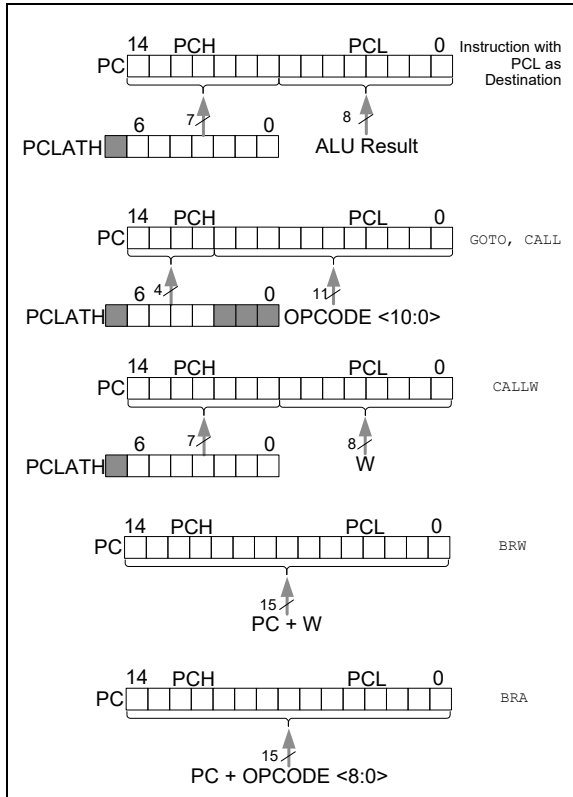 14 PCH PCL 0
PC
Instruction with
PCL as
Destination
7 8
6 0
PCLATH ALU Result
14 PCH PCL 0
PC
GOTO, CALL
4 11
6 0
PCLATH OPCODE <10:0>
14 PCH PCL 0
PC
CALLW
7 8
6 0
PCLATH W
14 PCH PCL 0
PC
BRW
15
PC + W
14 PCH PCL 0
PC
BRA
15
PC + OPCODE <8:0>